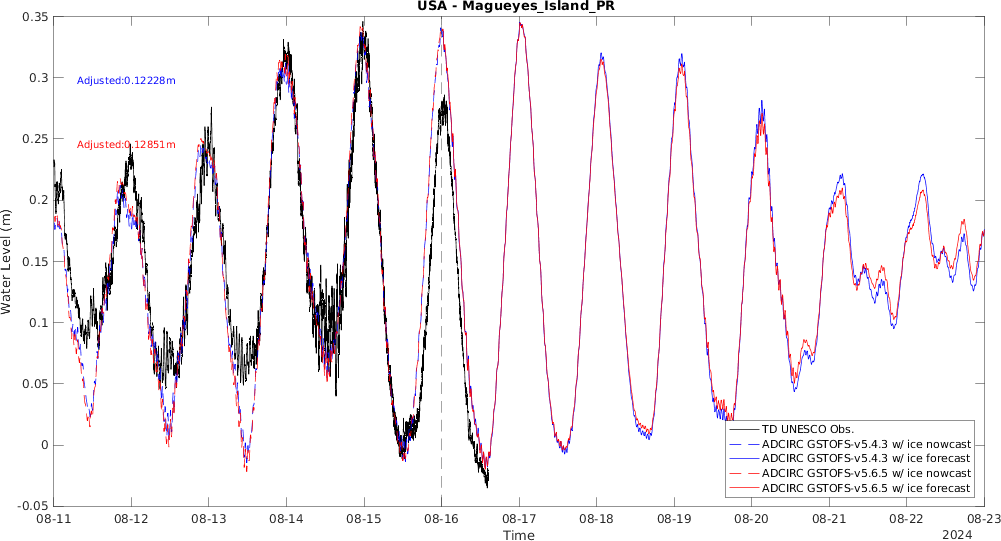 USA - Magueyes_Island_PR
Water Level (m)
0.35
0.3
0.25
0.2
0.15
0.1
0.05
0
-0.05
Adjusted:0.12228m
Adjusted:0.12851m
TD UNESCO Obs.
ADCIRC GSTOFS-v5.4.3 w/ ice nowcast
ADCIRC GSTOFS-v5.4.3 w/ ice forecast
ADCIRC GSTOFS-v5.6.5 w/ ice nowcast
ADCIRC GSTOFS-v5.6.5 w/ ice forecast
08-11 08-12 08-13 08-14 08-15 08-16 08-17 08-18 08-19 08-20 08-21 08-22 08-23
Time
2024